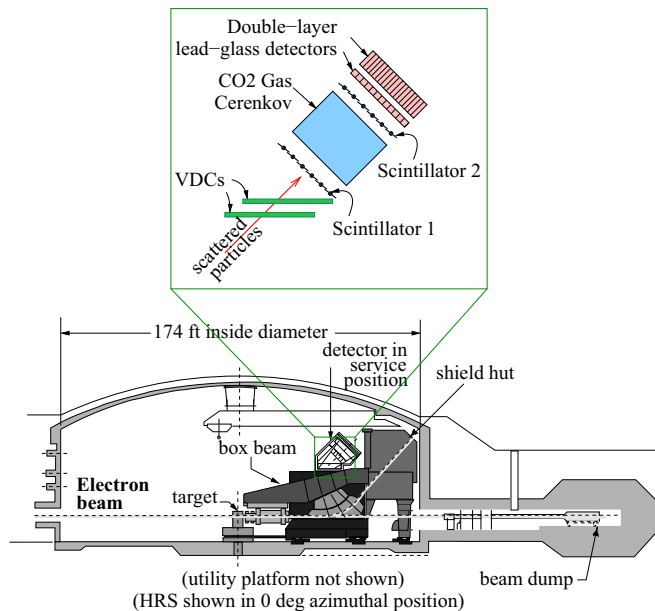 Double−layer
lead−glass detectors
CO2 Gas
Cerenkov
Scintillator 2
VDCs
Scintillator 1
scattered
particles
174 ft inside diameter
detector in
service
position
shield hut
box beam
Electron
beam
target
beam dump
(utility platform not shown)
(HRS shown in 0 deg azimuthal position)